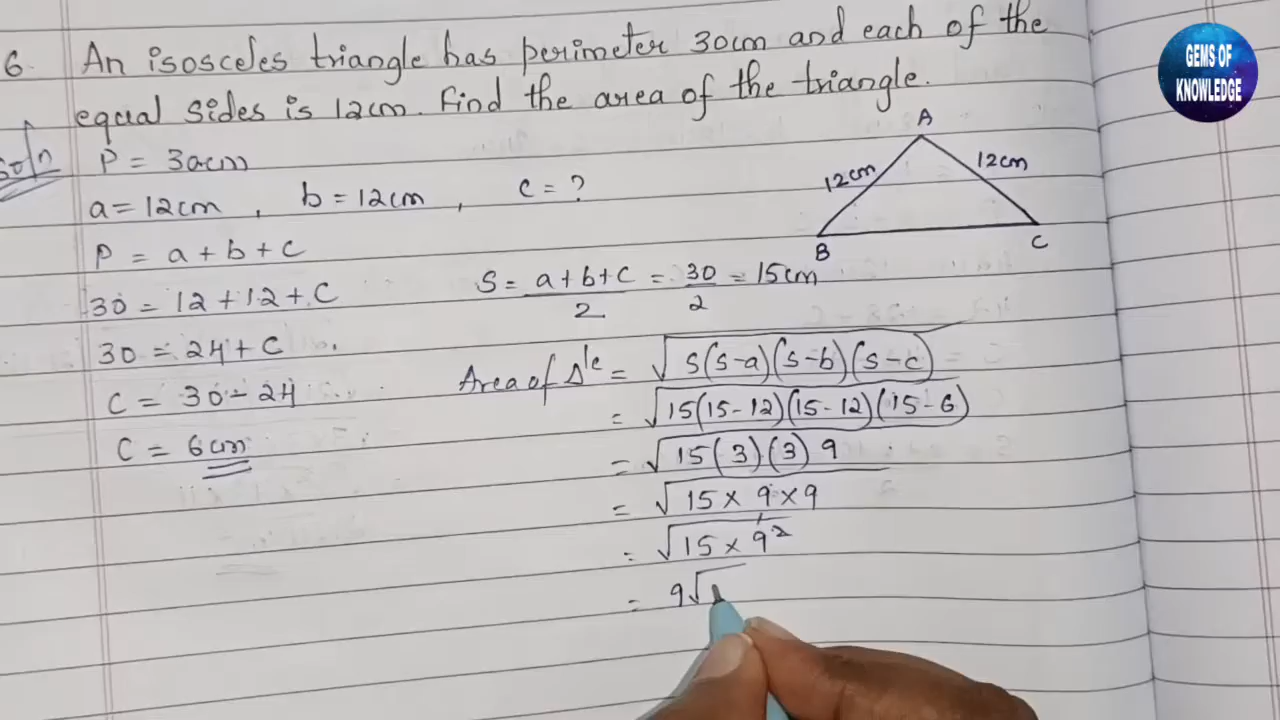 6. An isosceles triangle has perimeter 30cm and each of the
equal sides is 12cm. Find the area of the triangle.
Soln
P = 30cm
a = 12cm , b = 12cm , c = ?
P = a + b + c
30 = 12 + 12 + C
30 = 24 + C
C = 30 - 24
C = 6cm
A
12cm
12cm
B
C
S = a + b + c / 2 = 30 / 2 = 15cm
Area of Δle = √S(S-a)(S-b)(S-c)
= √15(15-12)(15-12)(15-6)
= √15(3)(3)9
= √15 × 9 × 9
= √15 × 9²
= 9√
GEMS OF
KNOWLEDGE